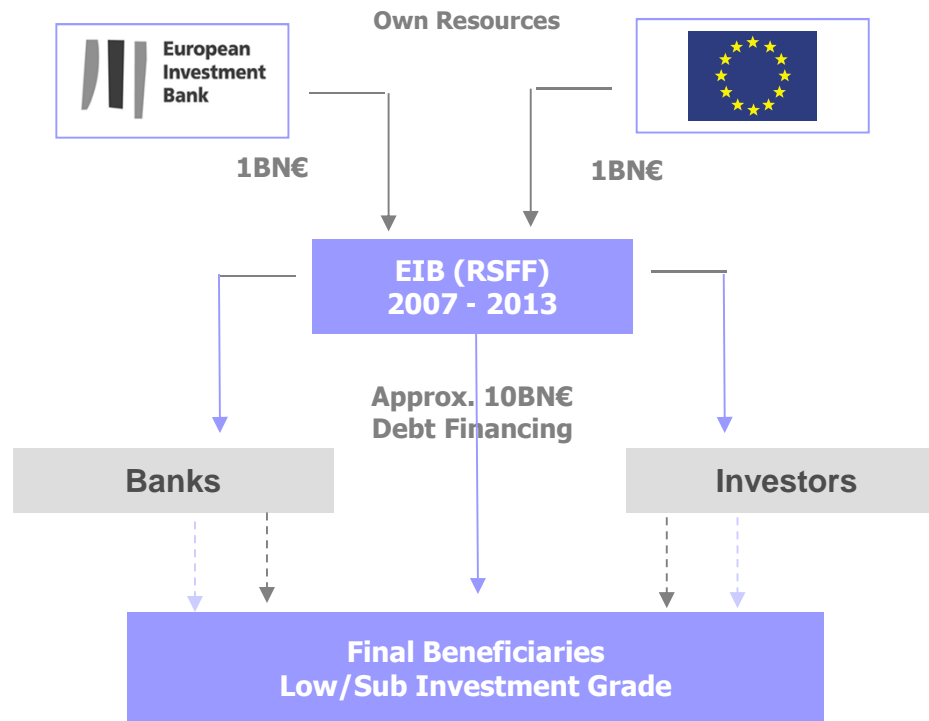 Own Resources
European
Investment
Bank
1BN€
1BN€
EIB (RSFF)
2007 - 2013
Approx. 10BN€
Debt Financing
Banks
Investors
Final Beneficiaries
Low/Sub Investment Grade